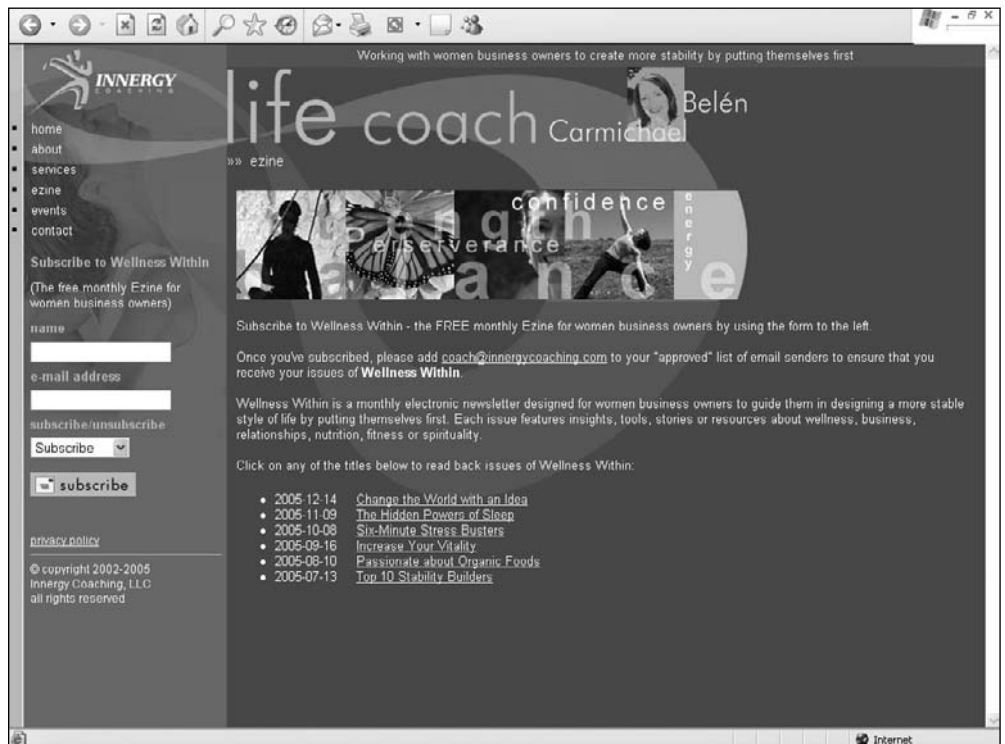 Working with women business owners to create more stability by putting themselves first
INNERGY
COACHING
life coach Carmichael Belén
»» ezine
home
about
services
ezine
events
contact
strength
confidence
perserverance
balance
energy
Subscribe to Wellness Within
(The free monthly Ezine for
women business owners)
name
e-mail address
subscribe/unsubscribe
Subscribe
subscribe
privacy policy
© copyright 2002-2005
Innergy Coaching, LLC
all rights reserved
Subscribe to Wellness Within - the FREE monthly Ezine for women business owners by using the form to the left.
Once you've subscribed, please add coach@innergycoaching.com to your "approved" list of email senders to ensure that you
receive your issues of Wellness Within.
Wellness Within is a monthly electronic newsletter designed for women business owners to guide them in designing a more stable
style of life by putting themselves first. Each issue features insights, tools, stories or resources about wellness, business,
relationships, nutrition, fitness or spirituality.
Click on any of the titles below to read back issues of Wellness Within:
2005-12-14 Change the World with an Idea
2005-11-09 The Hidden Powers of Sleep
2005-10-08 Six-Minute Stress Busters
2005-09-16 Increase Your Vitality
2005-08-10 Passionate about Organic Foods
2005-07-13 Top 10 Stability Builders
Internet